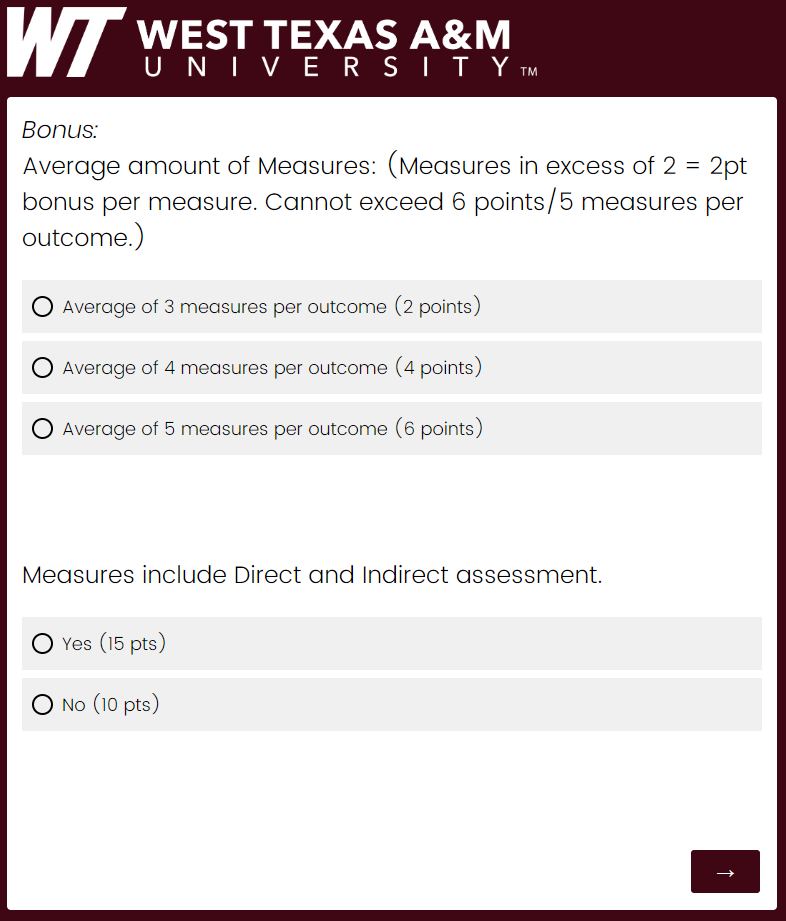 WT WEST TEXAS A&M
UNIVERSITY TM
Bonus:
Average amount of Measures: (Measures in excess of 2 = 2pt
bonus per measure. Cannot exceed 6 points/5 measures per
outcome.)
Average of 3 measures per outcome (2 points)
Average of 4 measures per outcome (4 points)
Average of 5 measures per outcome (6 points)
Measures include Direct and Indirect assessment.
Yes (15 pts)
No (10 pts)
→